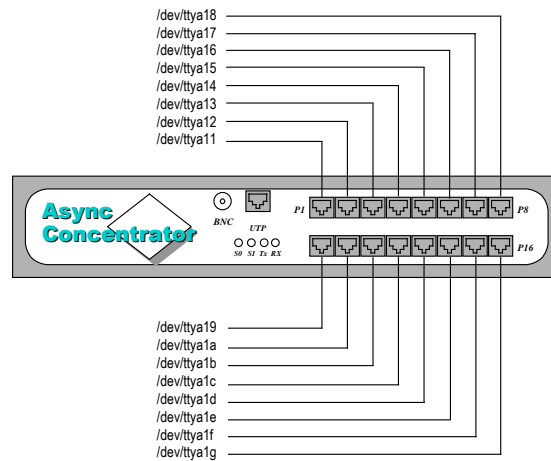 /dev/ttya18
/dev/ttya17
/dev/ttya16
/dev/ttya15
/dev/ttya14
/dev/ttya13
/dev/ttya12
/dev/ttya11
Async
Concentrator
BNC
UTP
S0 S1 Tx RX
P1
P8
P16
/dev/ttya19
/dev/ttya1a
/dev/ttya1b
/dev/ttya1c
/dev/ttya1d
/dev/ttya1e
/dev/ttya1f
/dev/ttya1g